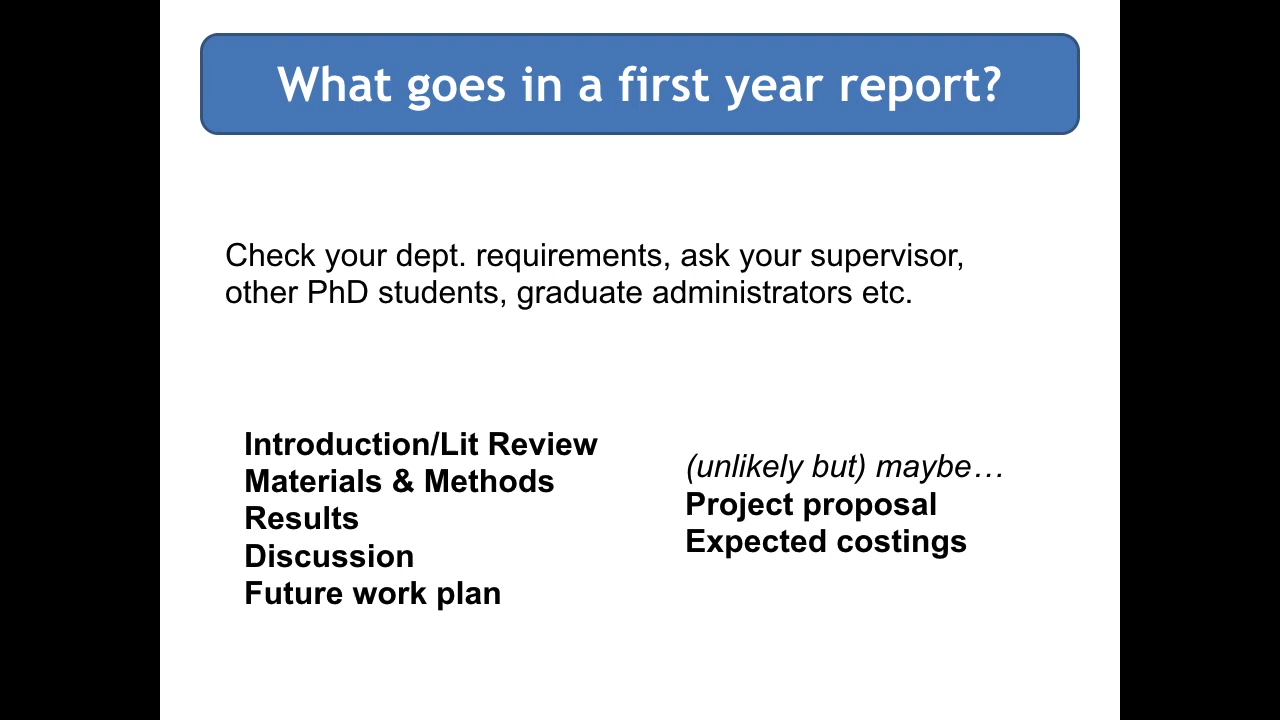 What goes in a first year report?
Check your dept. requirements, ask your supervisor,
other PhD students, graduate administrators etc.
Introduction/Lit Review
Materials & Methods
Results
Discussion
Future work plan
(unlikely but) maybe…
Project proposal
Expected costings